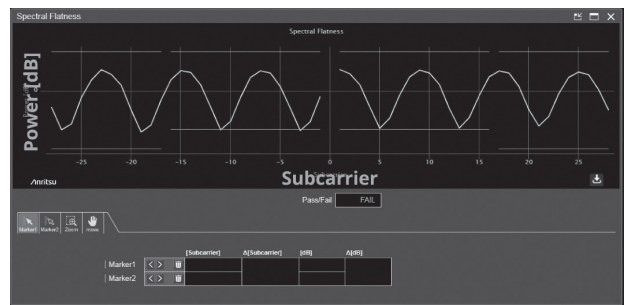 Spectral Flatness
Spectral Flatness
Power [dB]
-25 -20 -15 -10 -5 0 5 10 15 20 25
Subcarrier
Anritsu
Pass/Fail FAIL
Marker1 Marker2 Zoom move
[Subcarrier] Δ[Subcarrier] [dB] Δ[dB]
Marker1
Marker2